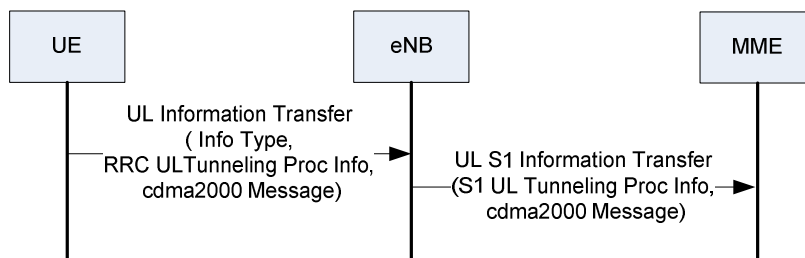 UE
eNB
MME
UL Information Transfer
( Info Type,
RRC ULTunneling Proc Info,
cdma2000 Message)
UL S1 Information Transfer
(S1 UL Tunneling Proc Info,
cdma2000 Message)